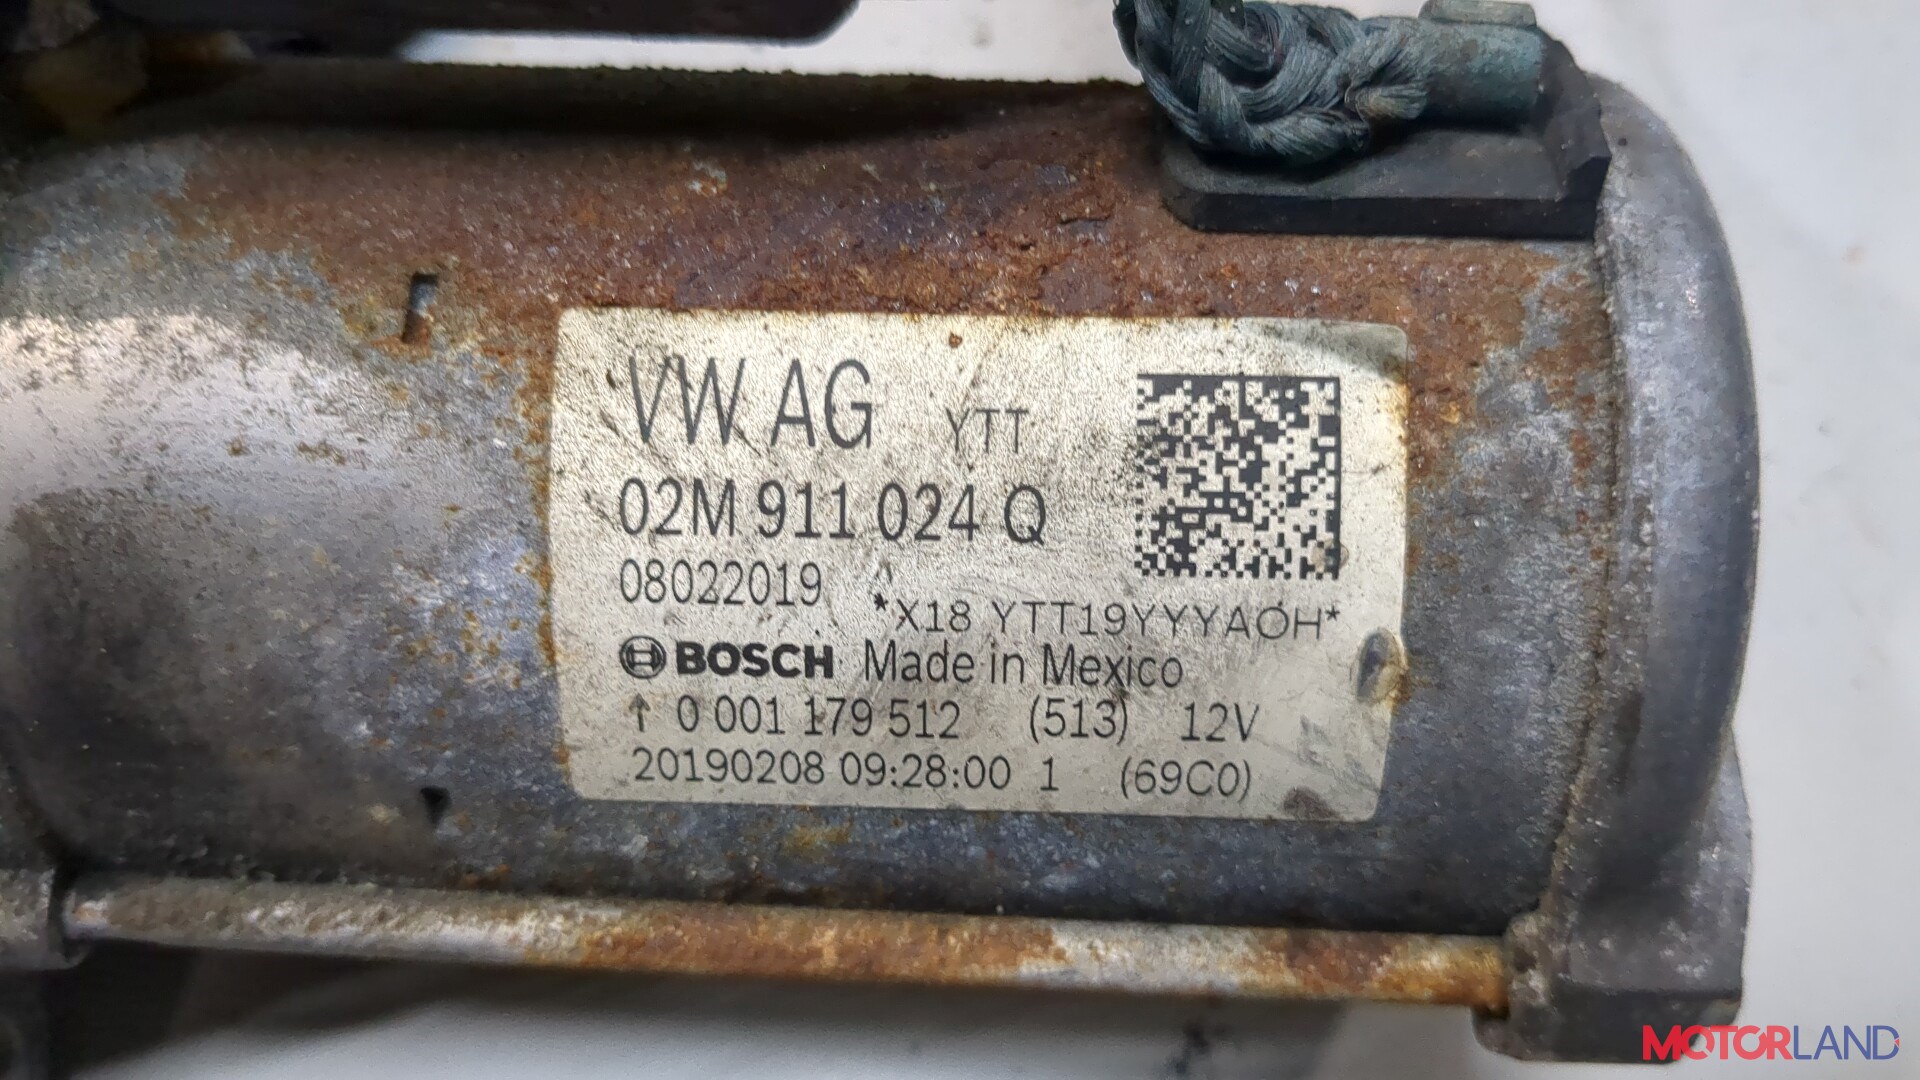 VW AG YTT
02M 911 024 Q
08022019
*X18 YTT19YYYAOH*
BOSCH Made in Mexico
↑ 0 001 179 512 (513) 12V
20190208 09:28:00 1 (69C0)
MOTORLAND